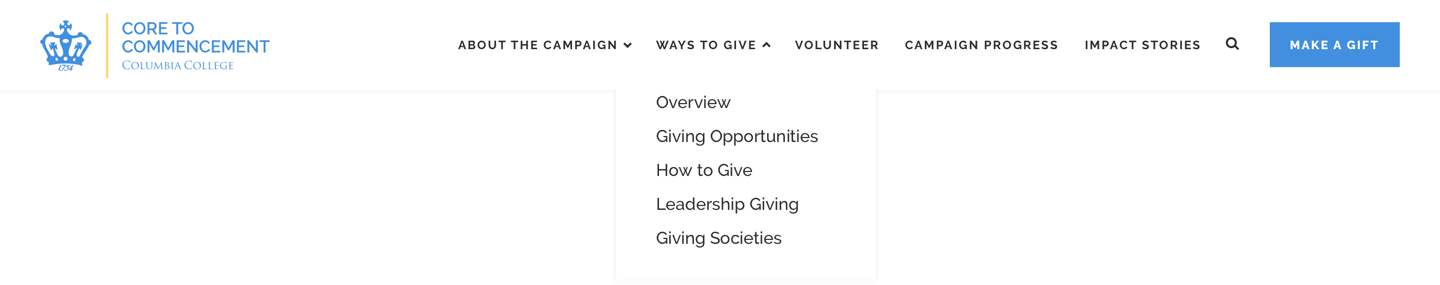 CORE TO
COMMENCEMENT
COLUMBIA COLLEGE
1754
ABOUT THE CAMPAIGN
WAYS TO GIVE
VOLUNTEER
CAMPAIGN PROGRESS
IMPACT STORIES
MAKE A GIFT
Overview
Giving Opportunities
How to Give
Leadership Giving
Giving Societies